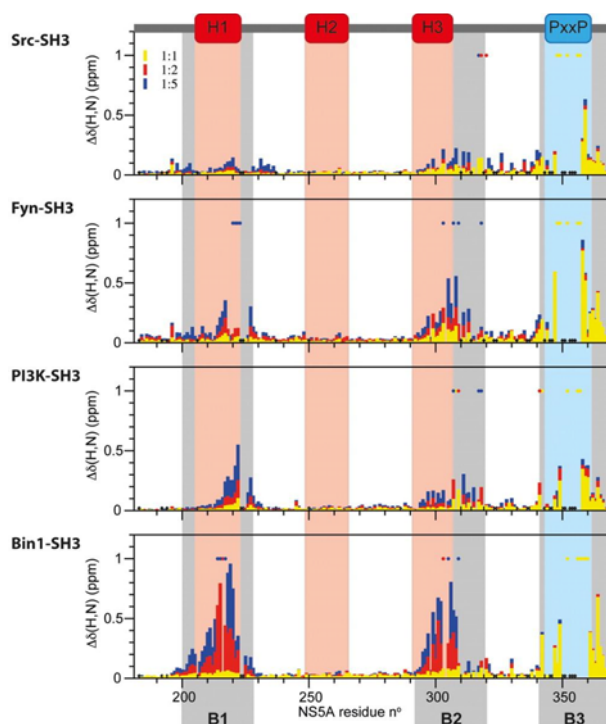 H1 H2 H3 PxxP
Src-SH3
1:1
1:2
1:5
Δδ(H,N) (ppm)
1
0.5
0
Fyn-SH3
Δδ(H,N) (ppm)
1
0.5
0
PI3K-SH3
Δδ(H,N) (ppm)
1
0.5
0
Bin1-SH3
Δδ(H,N) (ppm)
1
0.5
0
200 250 300 350
B1 NS5A residue nº B2 B3